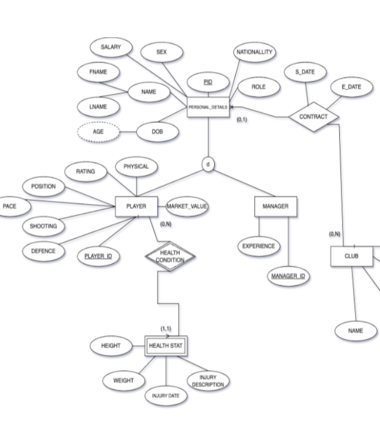 SALARY
SEX
NATIONALLITY
FNAME
PID
S_DATE
NAME
ROLE
E_DATE
LNAME
PERSONAL_DETAILS
CONTRACT
(0,1)
AGE
DOB
d
PHYSICAL
RATING
POSITION
PACE
PLAYER
MARKET_VALUE
MANAGER
SHOOTING
(0,N)
(0,N)
DEFENCE
PLAYER_ID
HEALTH
CONDITION
EXPERIENCE
CLUB
MANAGER_ID
(1,1)
NAME
HEIGHT
HEALTH STAT
WEIGHT
INJURY DATE
INJURY
DESCRIPTION